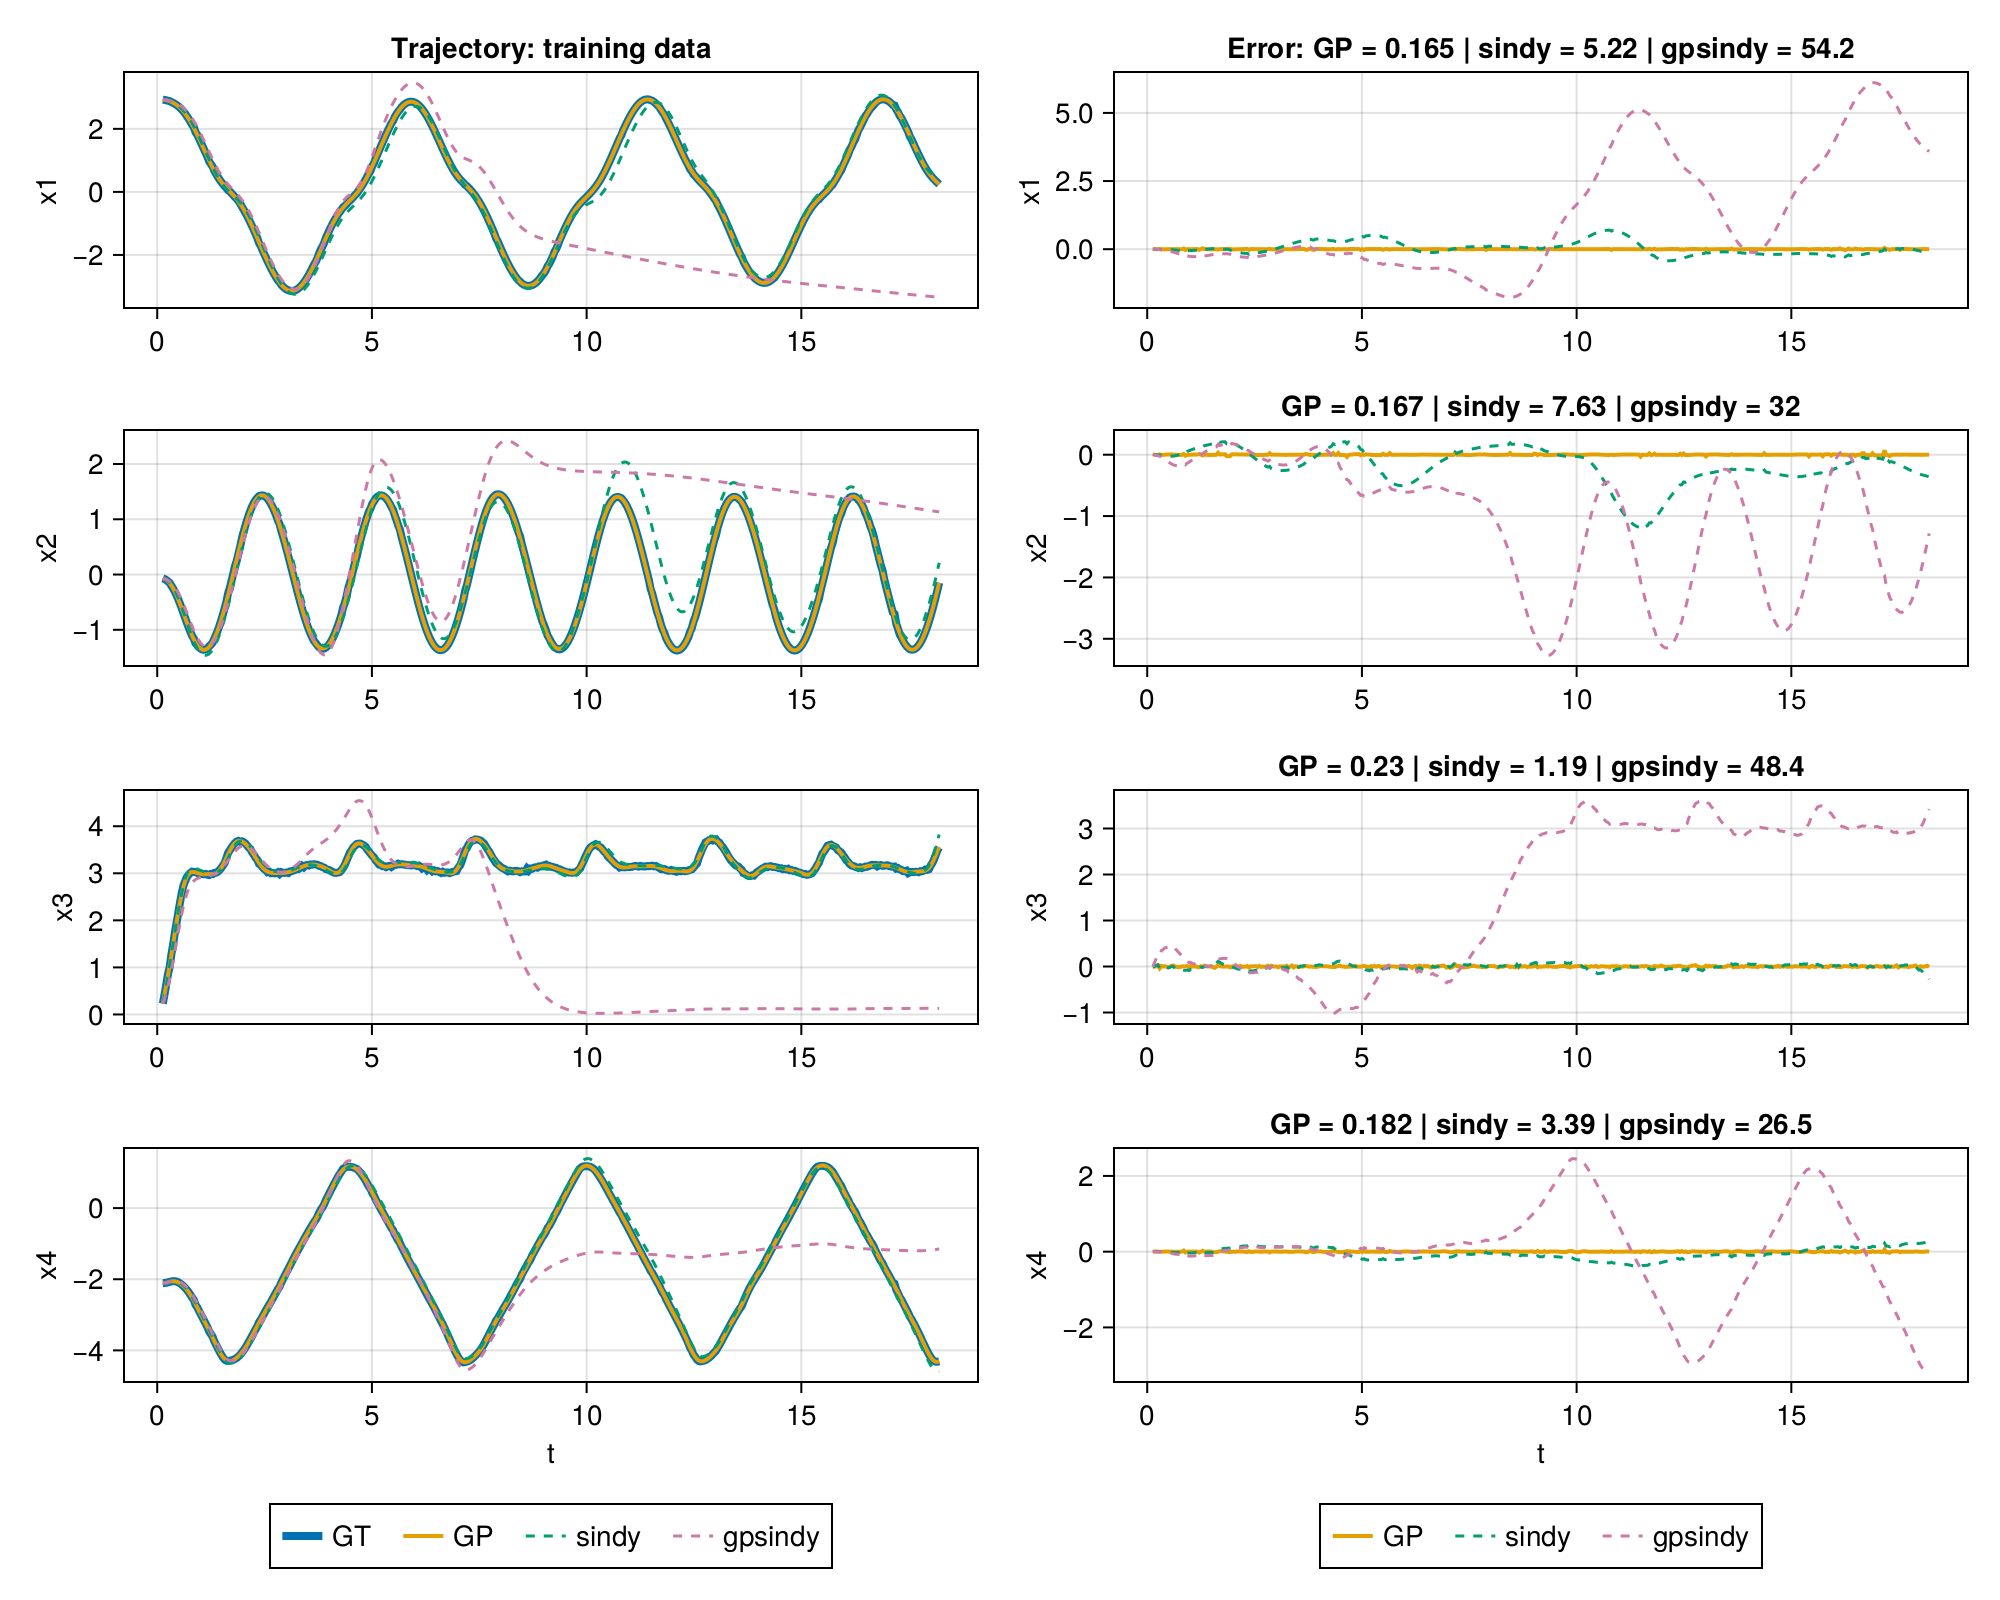 Trajectory: training data
x1
2
0
−2
0 5 10 15
Error: GP = 0.165 | sindy = 5.22 | gpsindy = 54.2
x1
5.0
2.5
0.0
0 5 10 15
x2
2
1
0
−1
0 5 10 15
GP = 0.167 | sindy = 7.63 | gpsindy = 32
x2
0
−1
−2
−3
0 5 10 15
x3
4
3
2
1
0
0 5 10 15
GP = 0.23 | sindy = 1.19 | gpsindy = 48.4
x3
3
2
1
0
−1
0 5 10 15
x4
0
−2
−4
0 5 10 15
t
GP = 0.182 | sindy = 3.39 | gpsindy = 26.5
x4
2
0
−2
0 5 10 15
t
GT GP sindy gpsindy
GP sindy gpsindy